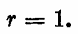 r = 1.